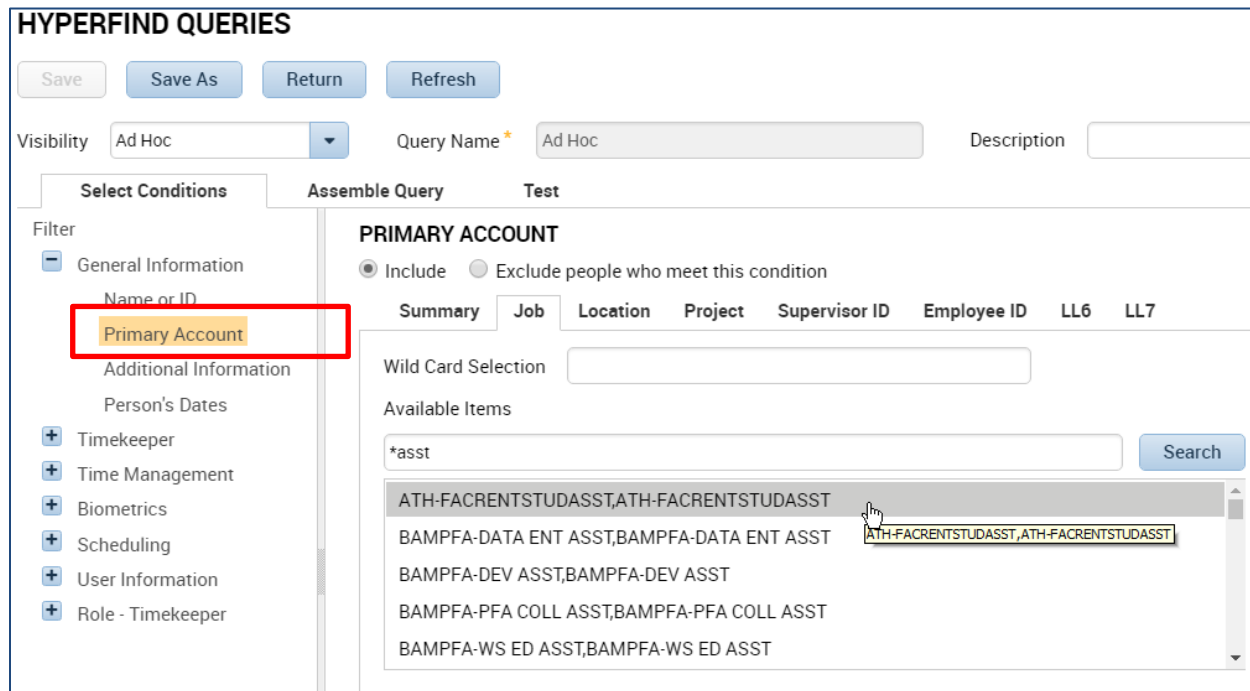 HYPERFIND QUERIES
Save Save As Return Refresh
Visibility Ad Hoc Query Name * Ad Hoc Description
Select Conditions Assemble Query Test
Filter
General Information
Name or ID
Primary Account
Additional Information
Person's Dates
Timekeeper
Time Management
Biometrics
Scheduling
User Information
Role - Timekeeper
PRIMARY ACCOUNT
Include Exclude people who meet this condition
Summary Job Location Project Supervisor ID Employee ID LL6 LL7
Wild Card Selection
Available Items
*asst Search
ATH-FACRENTSTUDASST,ATH-FACRENTSTUDASST
BAMPFA-DATA ENT ASST,BAMPFA-DATA ENT ASST
ATH-FACRENTSTUDASST,ATH-FACRENTSTUDASST
BAMPFA-DEV ASST,BAMPFA-DEV ASST
BAMPFA-PFA COLL ASST,BAMPFA-PFA COLL ASST
BAMPFA-WS ED ASST,BAMPFA-WS ED ASST